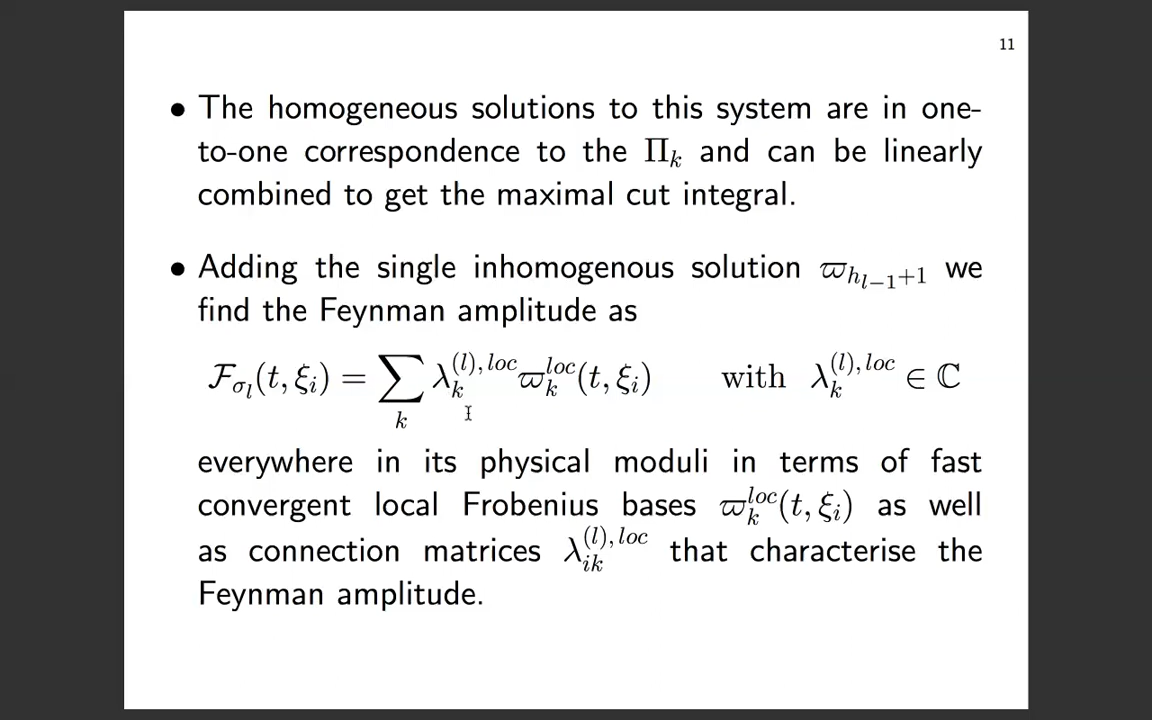 11
• The homogeneous solutions to this system are in one-
to-one correspondence to the Πₖ and can be linearly
combined to get the maximal cut integral.
• Adding the single inhomogenous solution ϖ_{h_{l−1}+1} we
find the Feynman amplitude as
ℱ_{σ_l}(t, ξ_i) = ∑_k λ_k^{(l), loc} ϖ_k^{loc}(t, ξ_i) with λ_k^{(l), loc} ∈ ℂ
everywhere in its physical moduli in terms of fast
convergent local Frobenius bases ϖ_k^{loc}(t, ξ_i) as well
as connection matrices λ_{ik}^{(l), loc} that characterise the
Feynman amplitude.